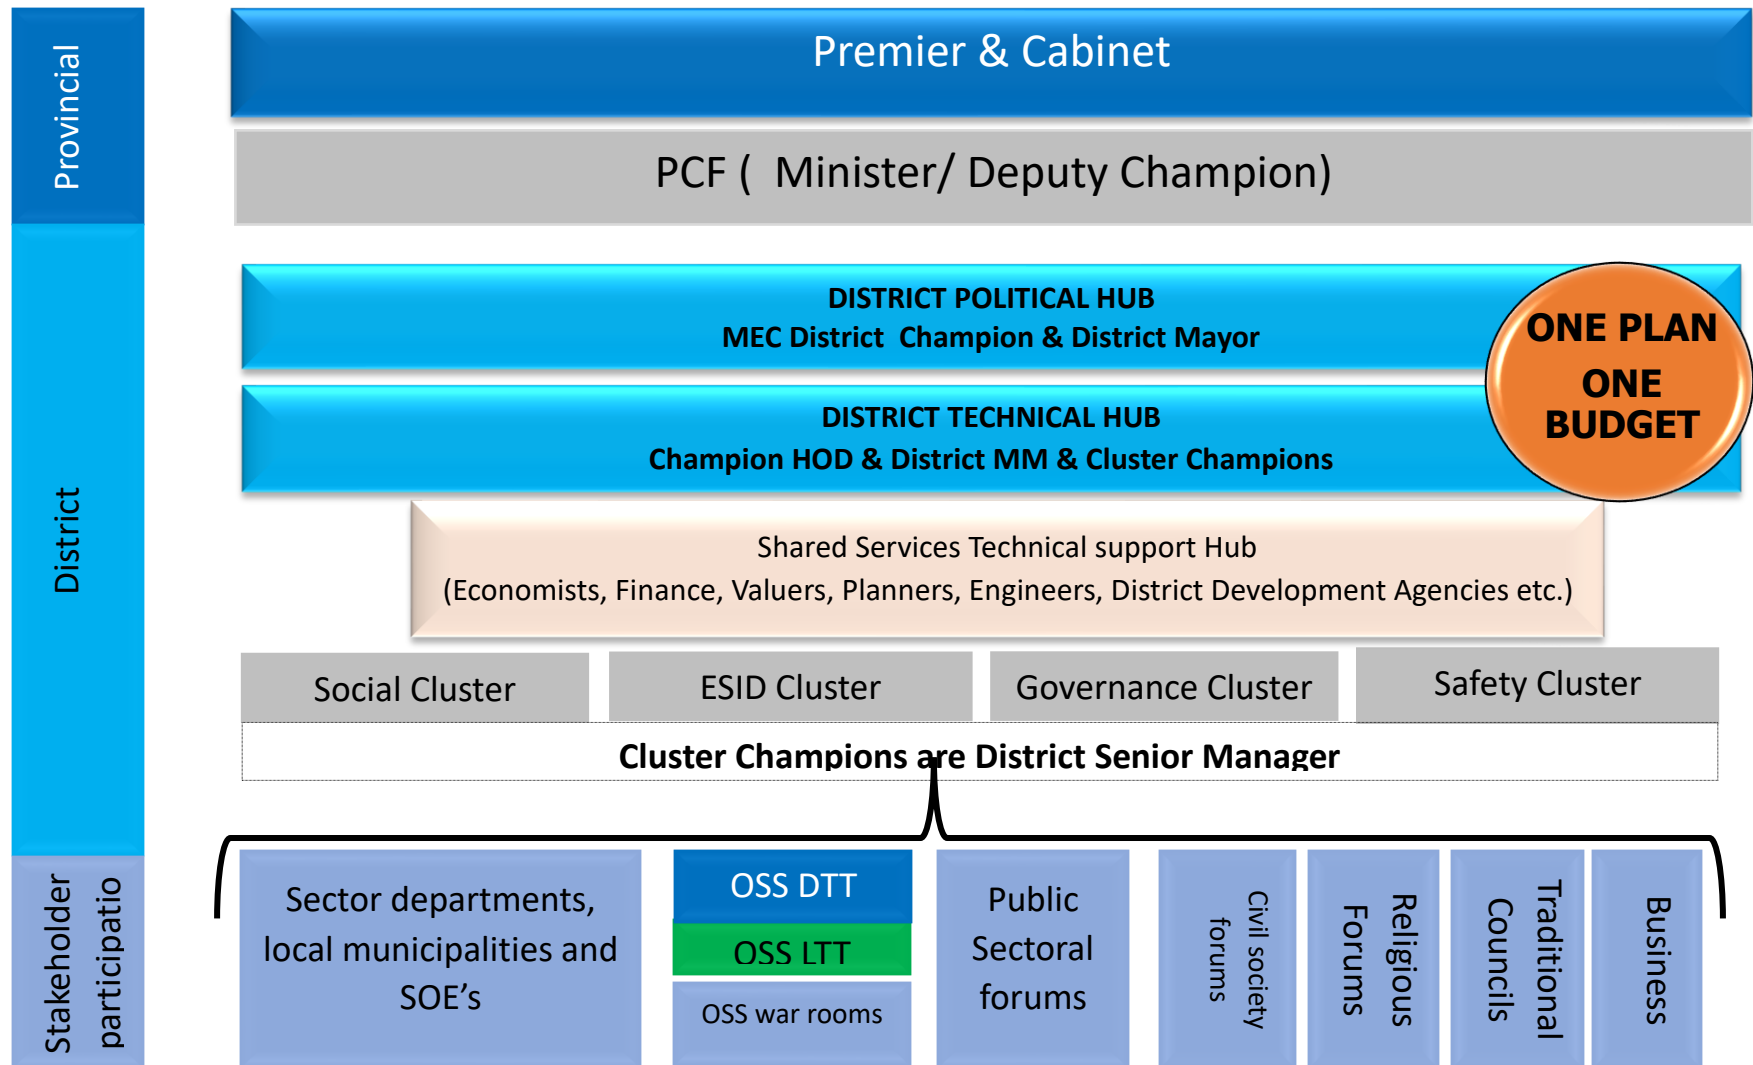 Provincial
Premier & Cabinet
PCF ( Minister/ Deputy Champion)
District
DISTRICT POLITICAL HUB
MEC District Champion & District Mayor
DISTRICT TECHNICAL HUB
Champion HOD & District MM & Cluster Champions
ONE PLAN
ONE
BUDGET
Shared Services Technical support Hub
(Economists, Finance, Valuers, Planners, Engineers, District Development Agencies etc.)
Social Cluster
ESID Cluster
Governance Cluster
Safety Cluster
Cluster Champions are District Senior Manager
Stakeholder
participatio
Sector departments,
local municipalities and
SOE’s
OSS DTT
OSS LTT
OSS war rooms
Public
Sectoral
forums
Civil society
forums
Religious
Forums
Traditional
Councils
Business